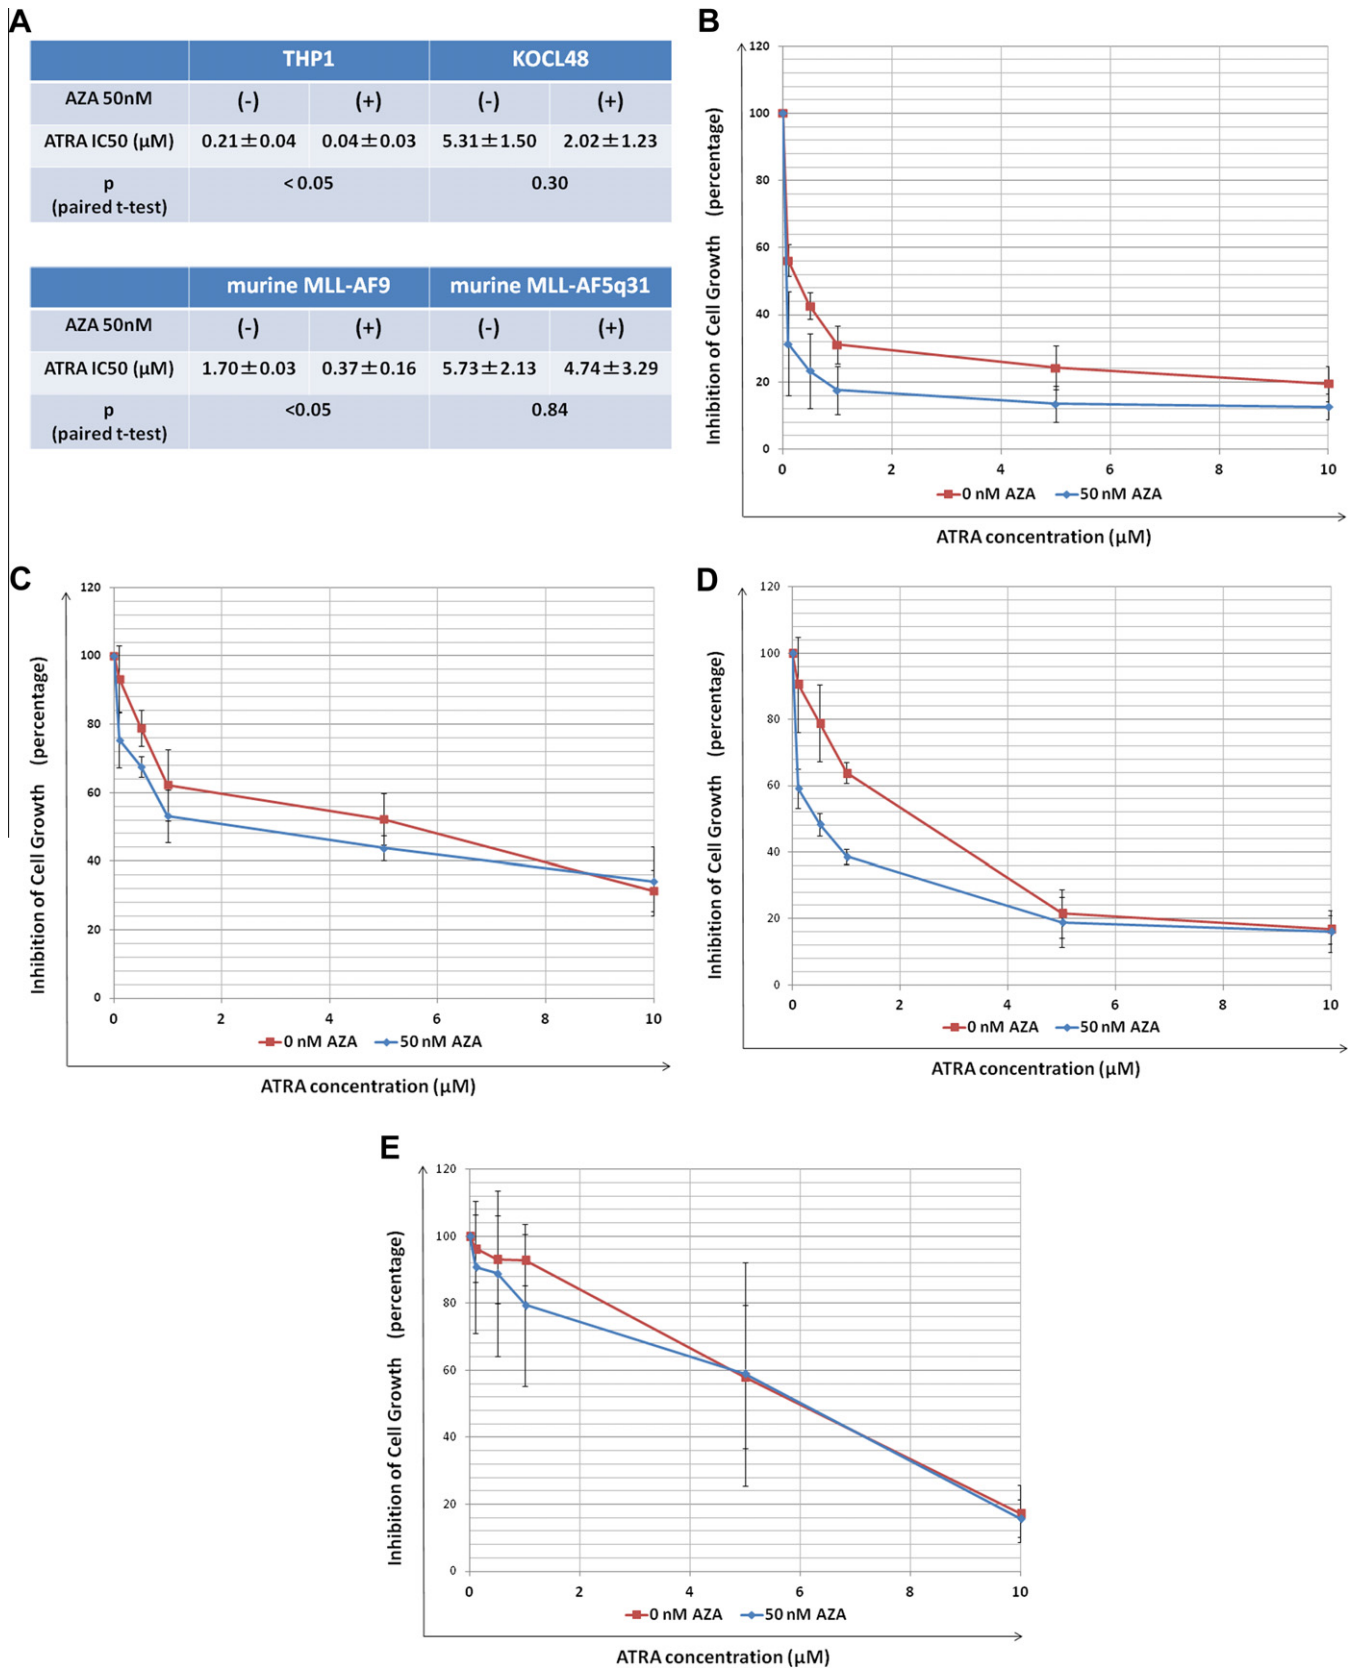 A
THP1 KOCL48
AZA 50nM (-) (+) (-) (+)
ATRA IC50 (µM) 0.21±0.04 0.04±0.03 5.31±1.50 2.02±1.23
p
(paired t-test) < 0.05 0.30
murine MLL-AF9 murine MLL-AF5q31
AZA 50nM (-) (+) (-) (+)
ATRA IC50 (µM) 1.70±0.03 0.37±0.16 5.73±2.13 4.74±3.29
p
(paired t-test) <0.05 0.84
B
Inhibition of Cell Growth (percentage)
120
100
80
60
40
20
0
0 2 4 6 8 10
0 nM AZA 50 nM AZA
ATRA concentration (µM)
C
Inhibition of Cell Growth (percentage)
120
100
80
60
40
20
0
0 2 4 6 8 10
0 nM AZA 50 nM AZA
ATRA concentration (µM)
D
Inhibition of Cell Growth (percentage)
120
100
80
60
40
20
0
0 2 4 6 8 10
0 nM AZA 50 nM AZA
ATRA concentration (µM)
E
Inhibition of Cell Growth (percentage)
120
100
80
60
40
20
0
0 2 4 6 8 10
0 nM AZA 50 nM AZA
ATRA concentration (µM)